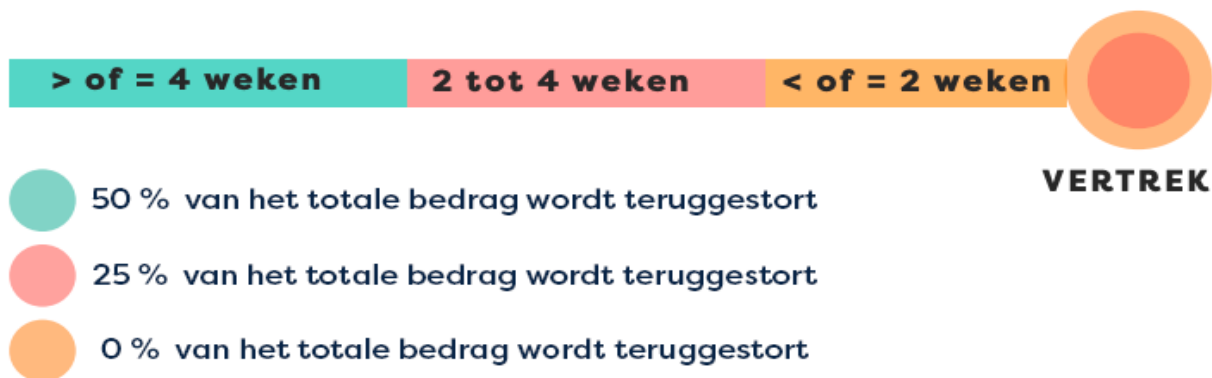 > of = 4 weken 2 tot 4 weken < of = 2 weken
VERTREK
50 % van het totale bedrag wordt teruggestort
25 % van het totale bedrag wordt teruggestort
0 % van het totale bedrag wordt teruggestort